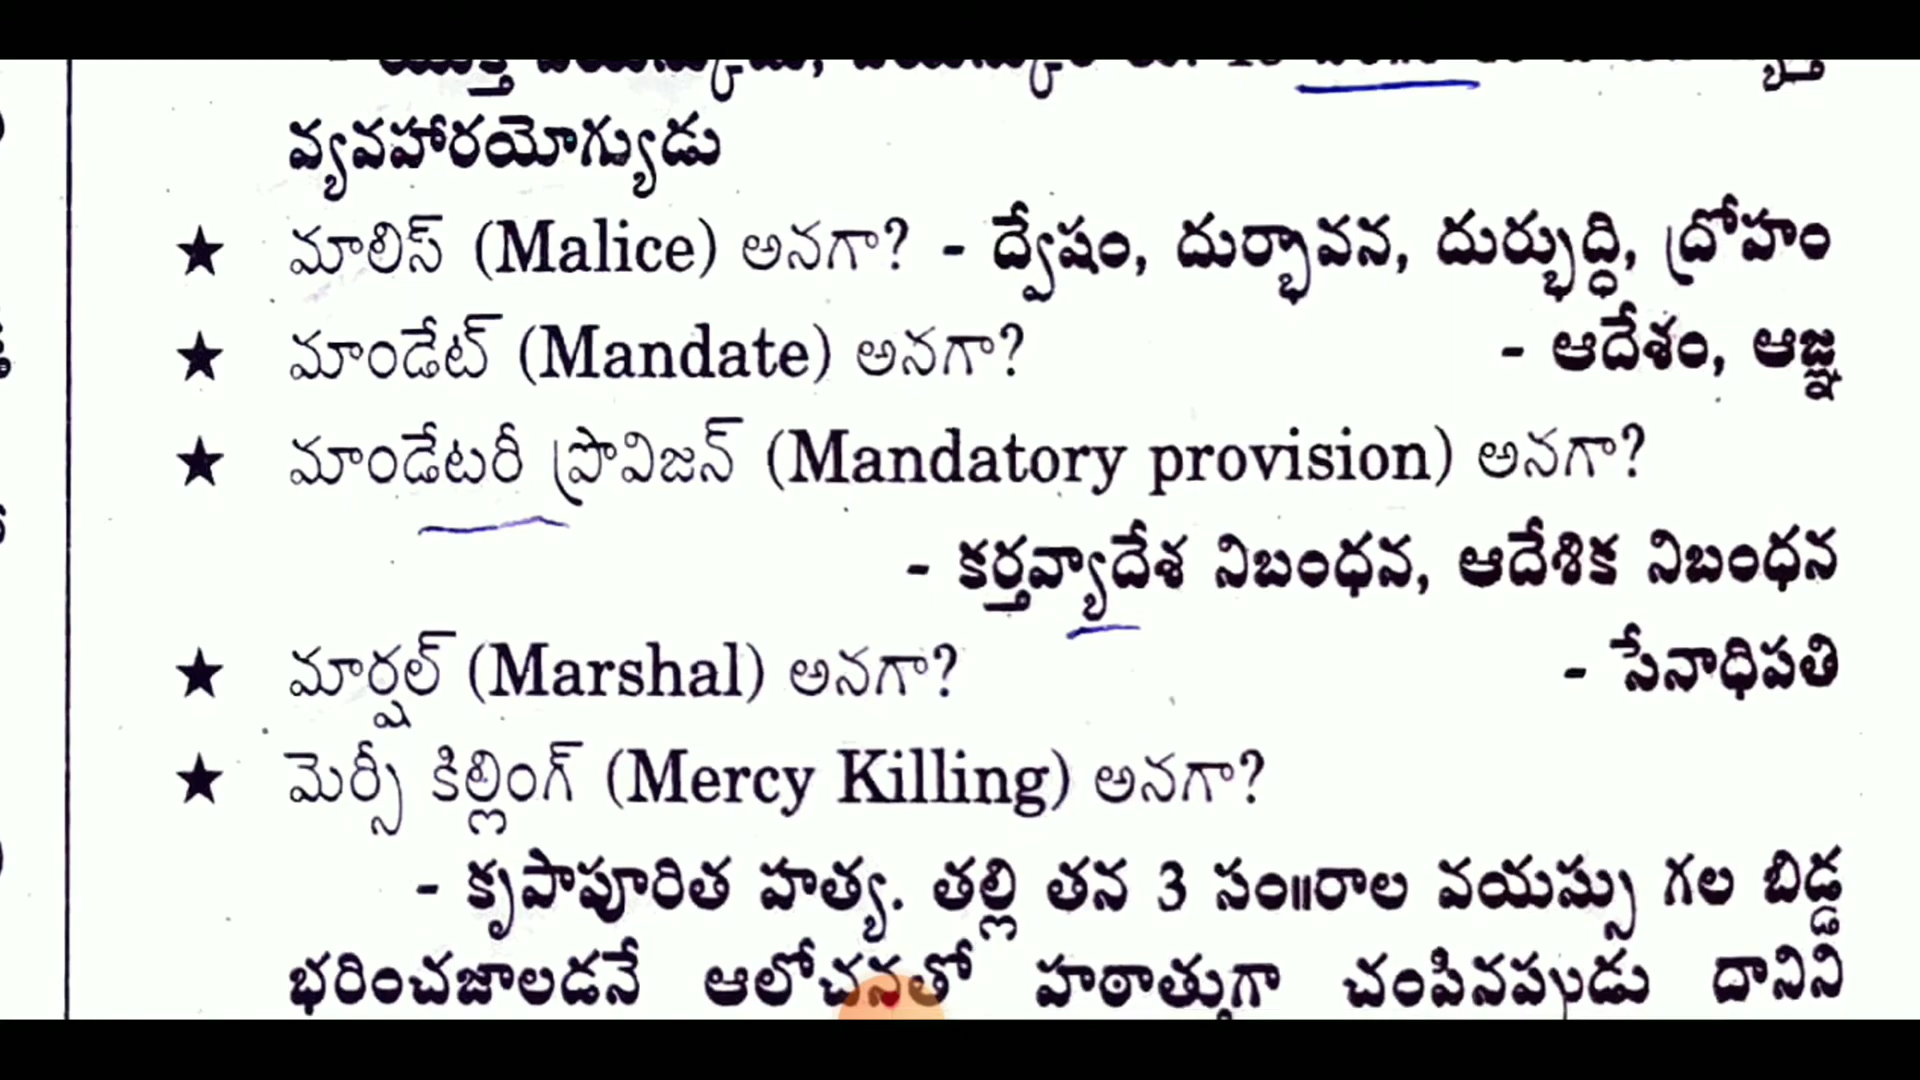 వ్యవహారయోగ్యుడు
★ మాలిస్ (Malice) అనగా? - ద్వేషం, దుర్భావన, దుర్భుద్ధి, ద్రోహం
★ మాండేట్ (Mandate) అనగా? - ఆదేశం, ఆజ్ఞ
★ మాండేటరీ ప్రొవిజన్ (Mandatory provision) అనగా?
- కర్తవ్యాదేశ నిబంధన, ఆదేశిక నిబంధన
★ మార్షల్ (Marshal) అనగా? - సేనాధిపతి
★ మెర్సీ కిల్లింగ్ (Mercy Killing) అనగా?
- కృపాపూరిత హత్య. తల్లి తన 3 సం॥రాల వయస్సు గల బిడ్డ
భరించజాలడనే ఆలోచనతో హఠాత్తుగా చంపినప్పుడు దానిని